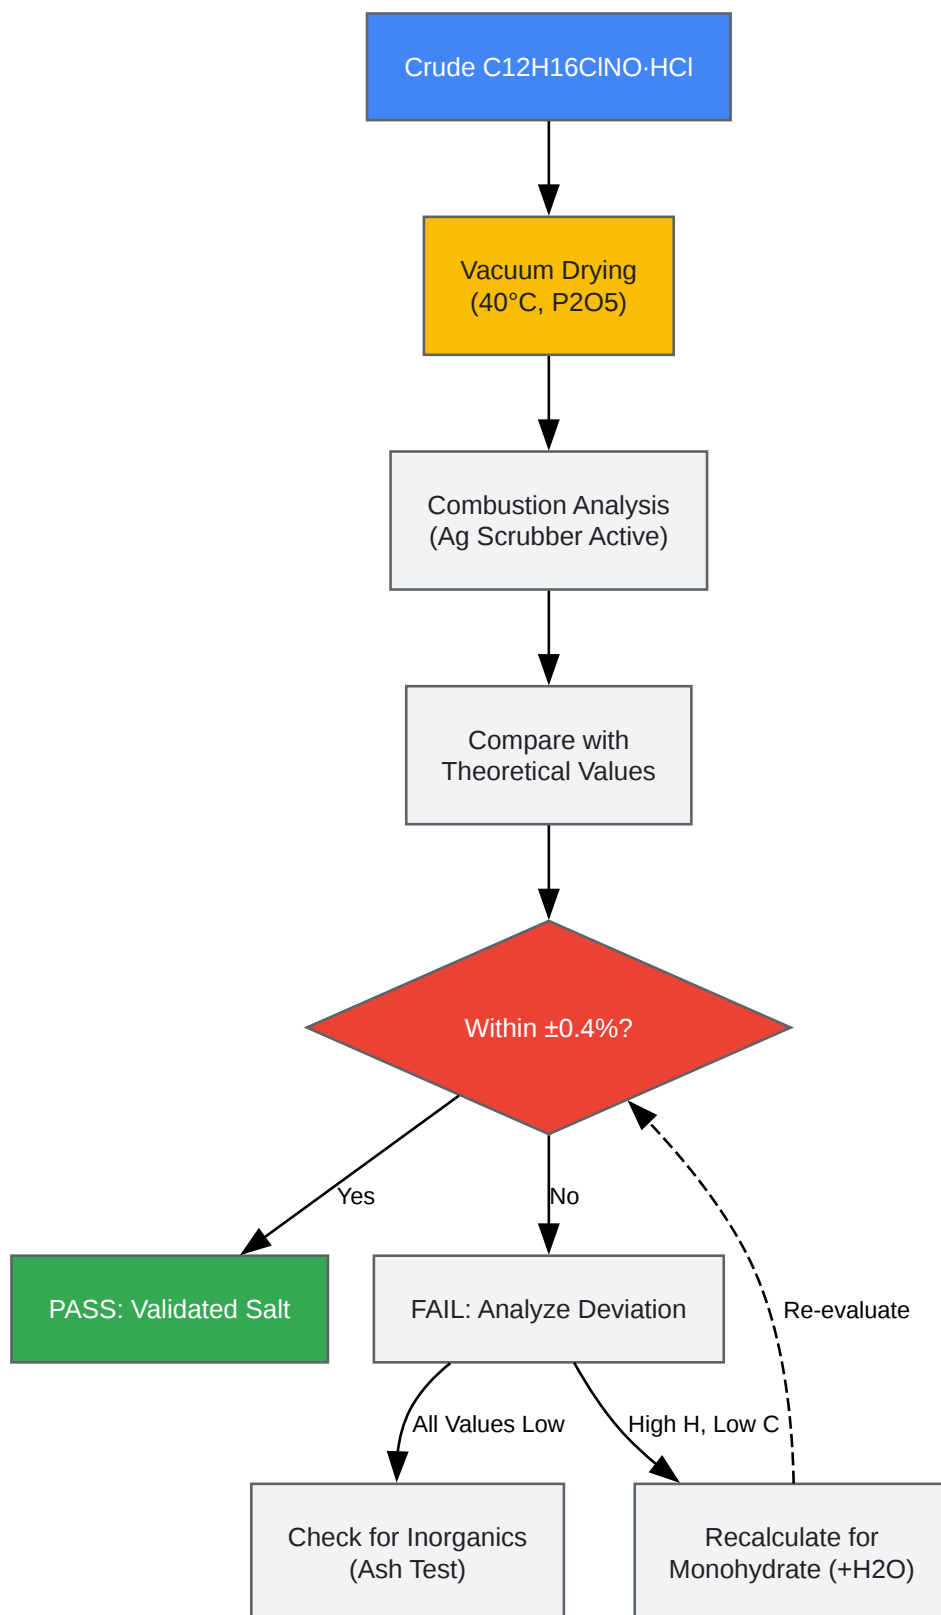 Crude C12H16ClNO·HCl
Vacuum Drying
(40°C, P2O5)
Combustion Analysis
(Ag Scrubber Active)
Compare with
Theoretical Values
Within ±0.4%?
Yes
No
PASS: Validated Salt
FAIL: Analyze Deviation
Re-evaluate
All Values Low
High H, Low C
Check for Inorganics
(Ash Test)
Recalculate for
Monohydrate (+H2O)